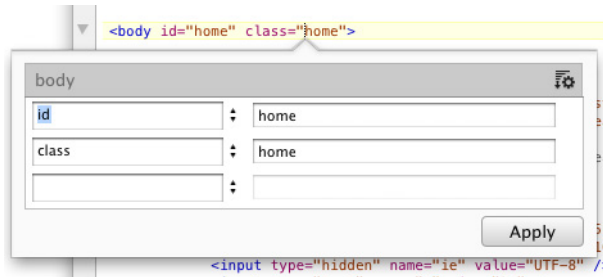 <body id="home" class="home">
body
id home
class home
Apply
<input type="hidden" name="ie" value="UTF-8" /